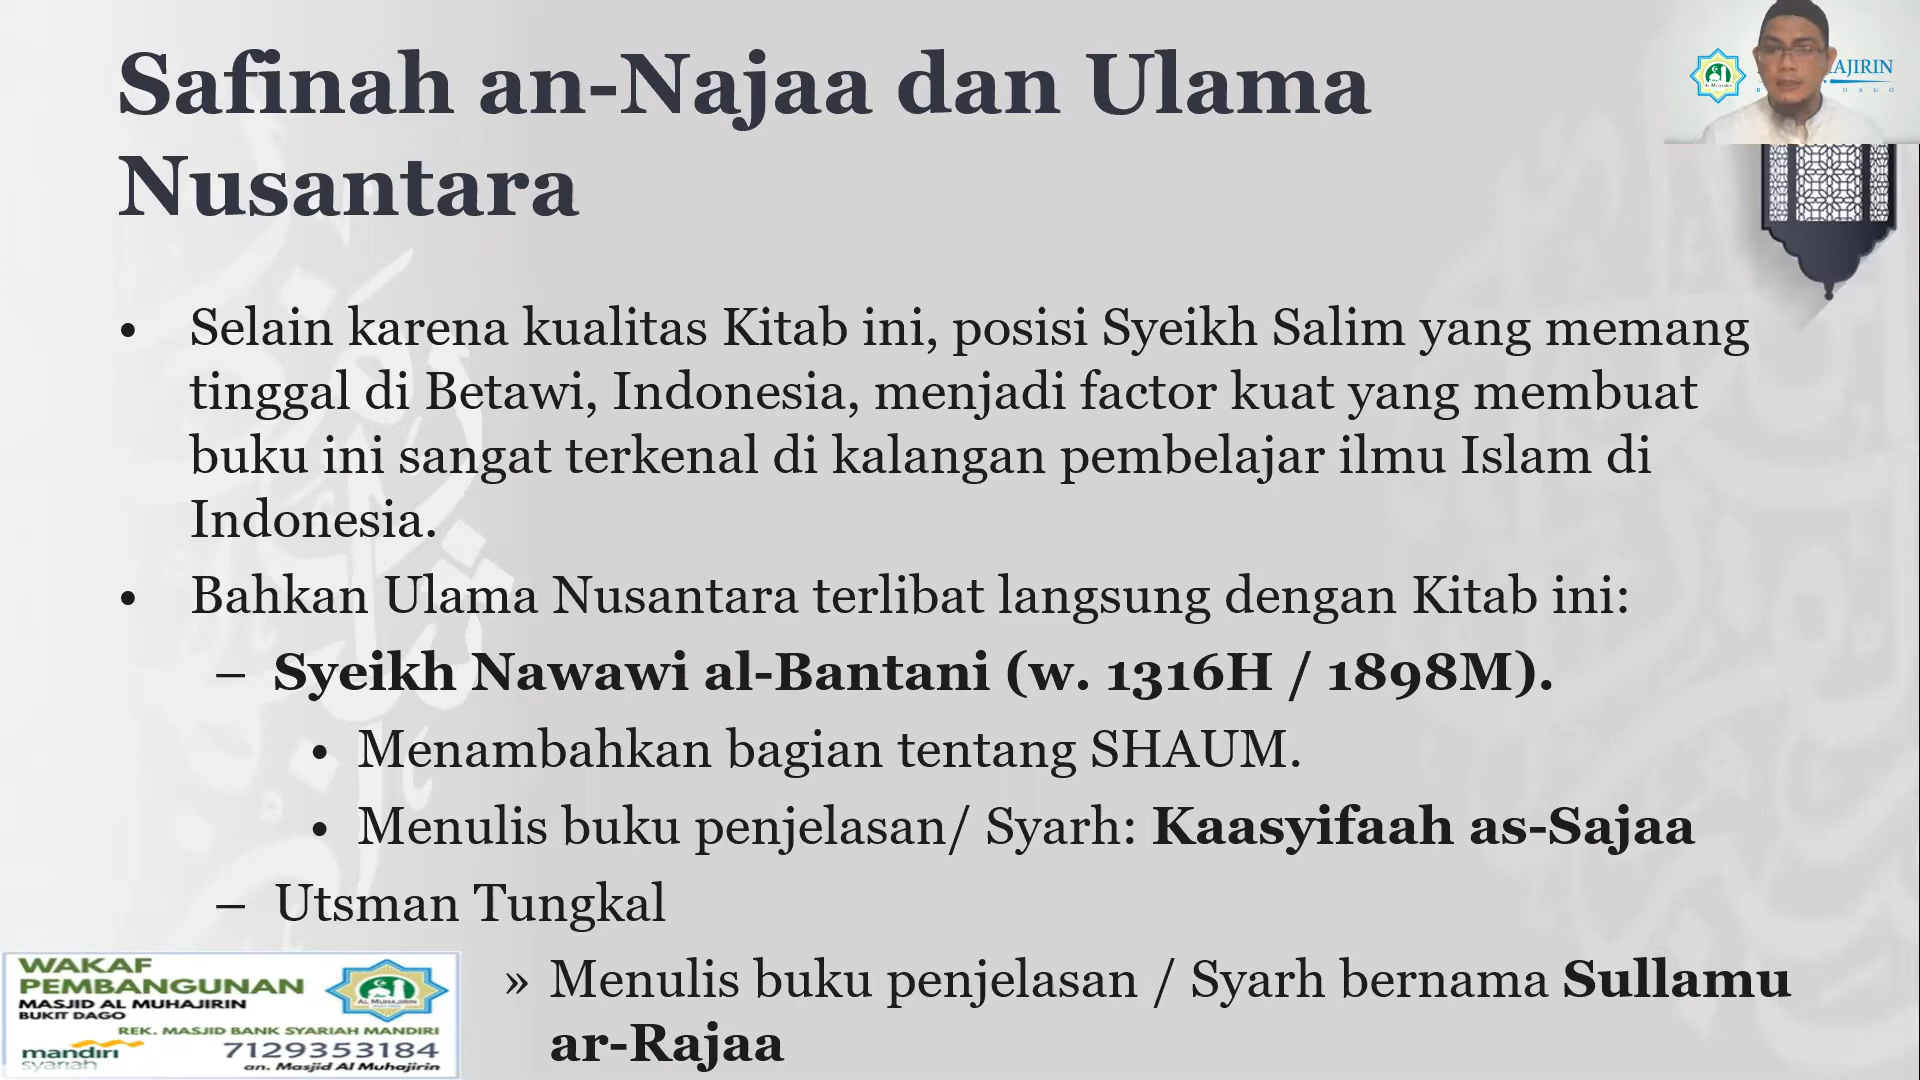 Safinah an-Najaa dan Ulama
Nusantara
AJIRIN
D A G O
• Selain karena kualitas Kitab ini, posisi Syeikh Salim yang memang
tinggal di Betawi, Indonesia, menjadi factor kuat yang membuat
buku ini sangat terkenal di kalangan pembelajar ilmu Islam di
Indonesia.
• Bahkan Ulama Nusantara terlibat langsung dengan Kitab ini:
– Syeikh Nawawi al-Bantani (w. 1316H / 1898M).
• Menambahkan bagian tentang SHAUM.
• Menulis buku penjelasan/ Syarh: Kaasyifaah as-Sajaa
– Utsman Tungkal
» Menulis buku penjelasan / Syarh bernama Sullamu
ar-Rajaa
WAKAF
PEMBANGUNAN
MASJID AL MUHAJIRIN
BUKIT DAGO
AL MUHAJIRIN
REK. MASJID BANK SYARIAH MANDIRI
mandiri
syariah
7129353184
an. Masjid Al Muhajirin